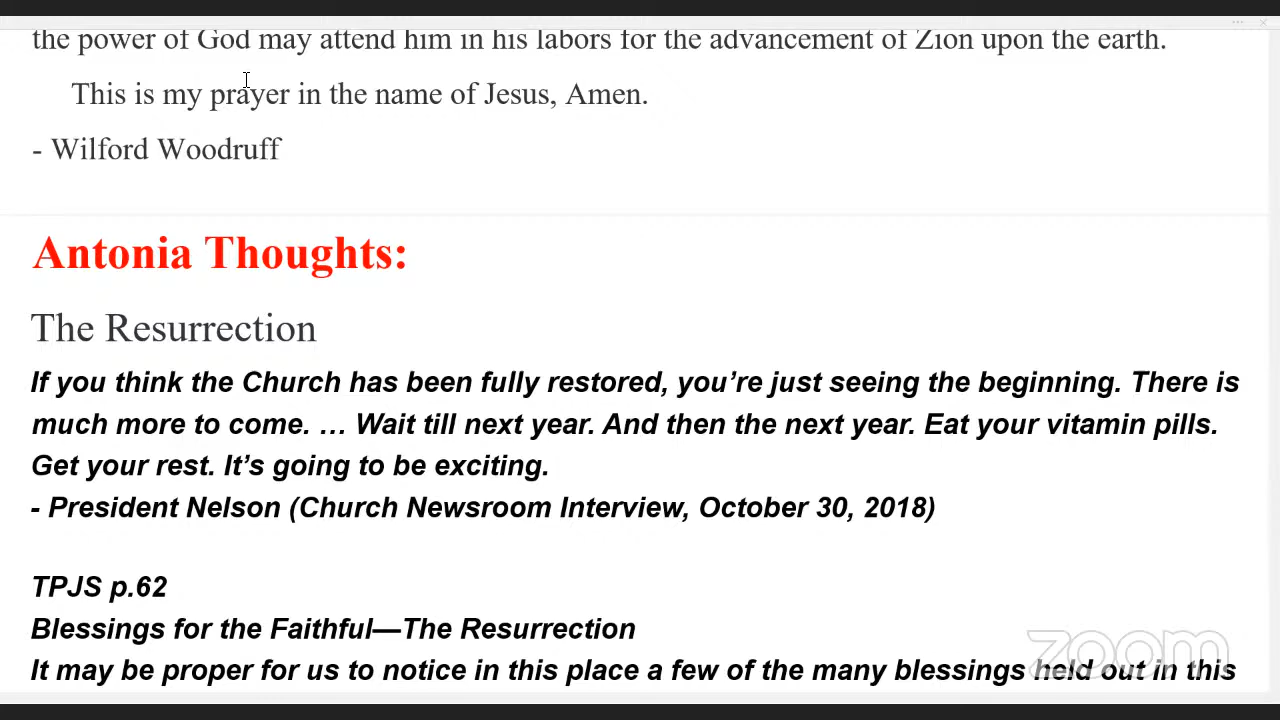 the power of God may attend him in his labors for the advancement of Zion upon the earth.
This is my prayer in the name of Jesus, Amen.
- Wilford Woodruff
Antonia Thoughts:
The Resurrection
If you think the Church has been fully restored, you’re just seeing the beginning. There is
much more to come. … Wait till next year. And then the next year. Eat your vitamin pills.
Get your rest. It’s going to be exciting.
- President Nelson (Church Newsroom Interview, October 30, 2018)
TPJS p.62
Blessings for the Faithful—The Resurrection
It may be proper for us to notice in this place a few of the many blessings held out in this
zoom